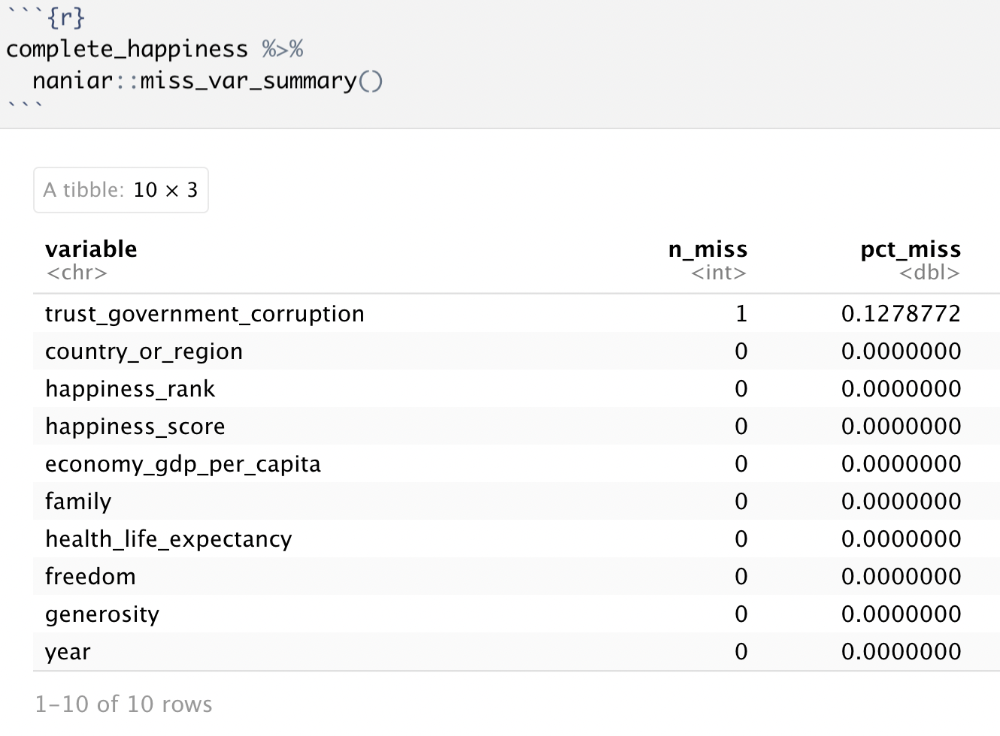 ```{r}
complete_happiness %>%
  naniar::miss_var_summary()
```
A tibble: 10 × 3
variable n_miss pct_miss
<chr> <int> <dbl>
trust_government_corruption 1 0.1278772
country_or_region 0 0.0000000
happiness_rank 0 0.0000000
happiness_score 0 0.0000000
economy_gdp_per_capita 0 0.0000000
family 0 0.0000000
health_life_expectancy 0 0.0000000
freedom 0 0.0000000
generosity 0 0.0000000
year 0 0.0000000
1–10 of 10 rows